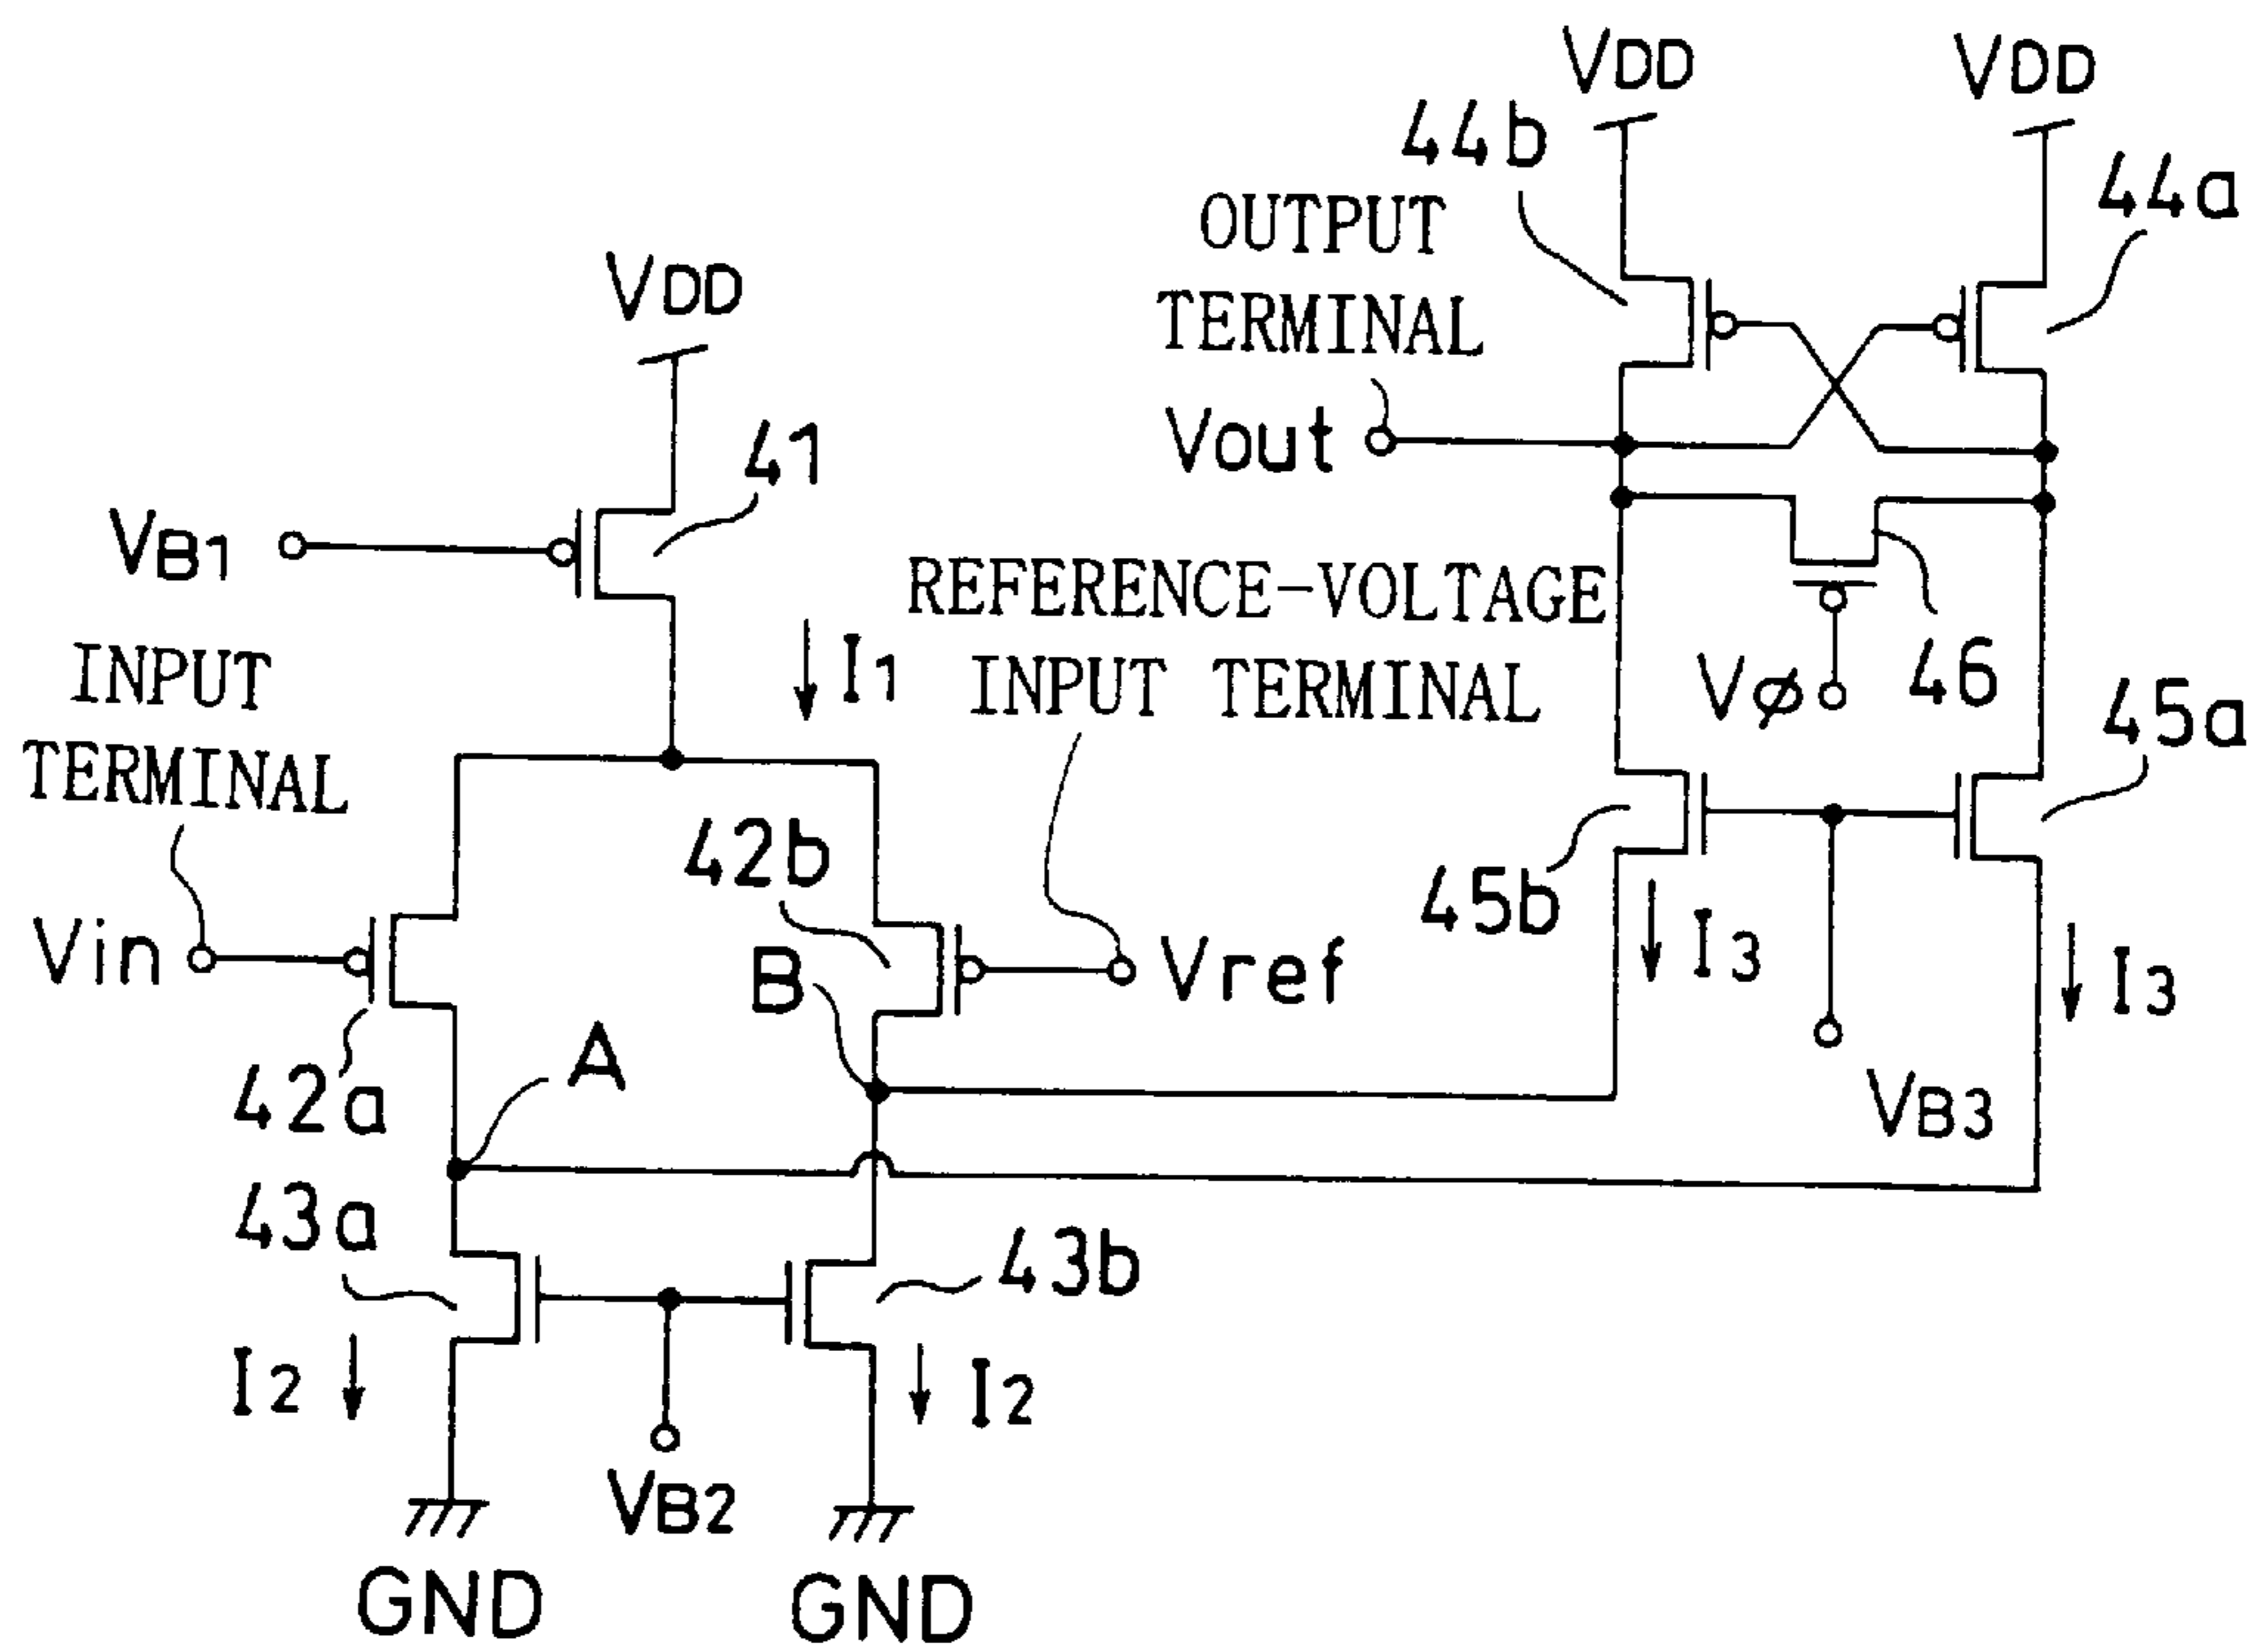 VDD
VDD
44b
44a
OUTPUT
TERMINAL
VDD
Vout
41
VB1
REFERENCE-VOLTAGE
INPUT TERMINAL
INPUT
TERMINAL
I1
Vø
46
45a
42b
45b
Vin
B
Vref
I3
I3
42a
A
VB3
43a
43b
I2
I2
VB2
GND
GND